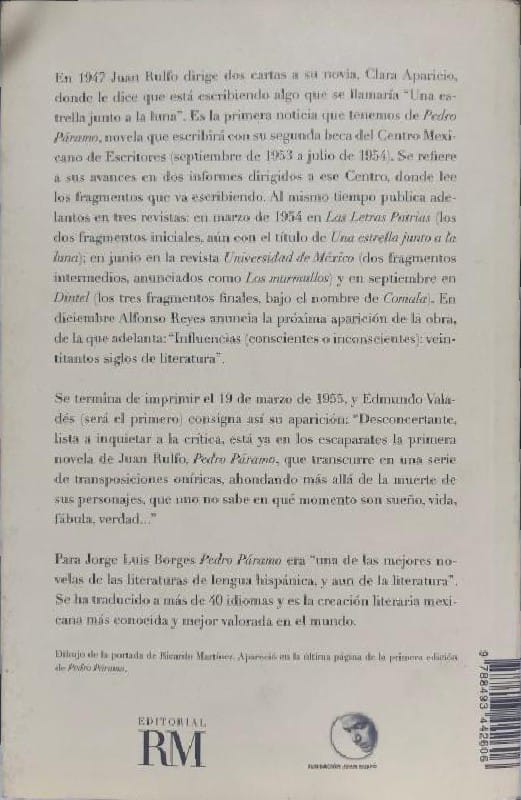 En 1947 Juan Rulfo dirige dos cartas a su novia, Clara Aparicio,
donde le dice que está escribiendo algo que se llamaría “Una es-
trella junto a la luna”. Es la primera noticia que tenemos de Pedro
Páramo, novela que escribirá con su segunda beca del Centro Mexi-
cano de Escritores (septiembre de 1953 a julio de 1954). Se refiere
a sus avances en dos informes dirigidos a ese Centro, donde lee
los fragmentos que va escribiendo. Al mismo tiempo publica ade-
lantos en tres revistas: en marzo de 1954 en Las Letras Patrias (los
dos fragmentos iniciales, aún con el título de Una estrella junto a la
luna); en junio en la revista Universidad de México (dos fragmentos
intermedios, anunciados como Los murmullos) y en septiembre en
Dintel (los tres fragmentos finales, bajo el nombre de Comala). En
diciembre Alfonso Reyes anuncia la próxima aparición de la obra,
de la que adelanta: “Influencias (conscientes o inconscientes): vein-
titantos siglos de literatura”.
Se termina de imprimir el 19 de marzo de 1955, y Edmundo Vala-
dés (será el primero) consigna así su aparición: “Desconcertante,
lista a inquietar a la crítica, está ya en los escaparates la primera
novela de Juan Rulfo, Pedro Páramo, que transcurre en una serie
de transposiciones oníricas, ahondando más allá de la muerte de
sus personajes, que uno no sabe en qué momento son sueño, vida,
fábula, verdad...”
Para Jorge Luis Borges Pedro Páramo era “una de las mejores no-
velas de las literaturas de lengua hispánica, y aun de la literatura”.
Se ha traducido a más de 40 idiomas y es la creación literaria mexi-
cana más conocida y mejor valorada en el mundo.
Dibujo de la portada de Ricardo Martínez. Apareció en la última página de la primera edición
de Pedro Páramo.
EDITORIAL
RM
FUNDACIÓN JUAN RULFO
9 788493 442606